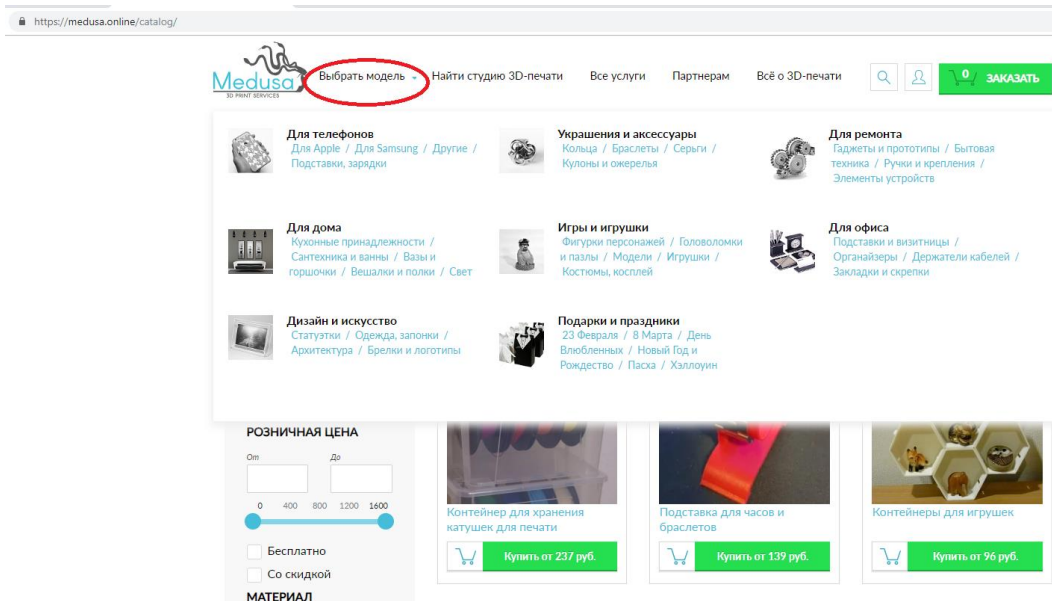 https://medusa.online/catalog/
Medusa
3D PRINT SERVICES
Выбрать модель
Найти студию 3D-печати
Все услуги
Партнерам
Всё о 3D-печати
0
ЗАКАЗАТЬ
Для телефонов
Для Apple / Для Samsung / Другие /
Подставки, зарядки
Украшения и аксессуары
Кольца / Браслеты / Серьги /
Кулоны и ожерелья
Для ремонта
Гаджеты и прототипы / Бытовая
техника / Ручки и крепления /
Элементы устройств
Для дома
Кухонные принадлежности /
Сантехника и ванны / Вазы и
горшочки / Вешалки и полки / Свет
Игры и игрушки
Фигурки персонажей / Головоломки
и пазлы / Модели / Игрушки /
Костюмы, косплей
Для офиса
Подставки и визитницы /
Органайзеры / Держатели кабелей /
Закладки и скрепки
Дизайн и искусство
Статуэтки / Одежда, запонки /
Архитектура / Брелки и логотипы
Подарки и праздники
23 Февраля / 8 Марта / День
Влюбленных / Новый Год и
Рождество / Пасха / Хэллоуин
РОЗНИЧНАЯ ЦЕНА
От
До
0 400 800 1200 1600
Бесплатно
Со скидкой
МАТЕРИАЛ
Контейнер для хранения
катушек для печати
Купить от 237 руб.
Подставка для часов и
браслетов
Купить от 139 руб.
Контейнеры для игрушек
Купить от 96 руб.